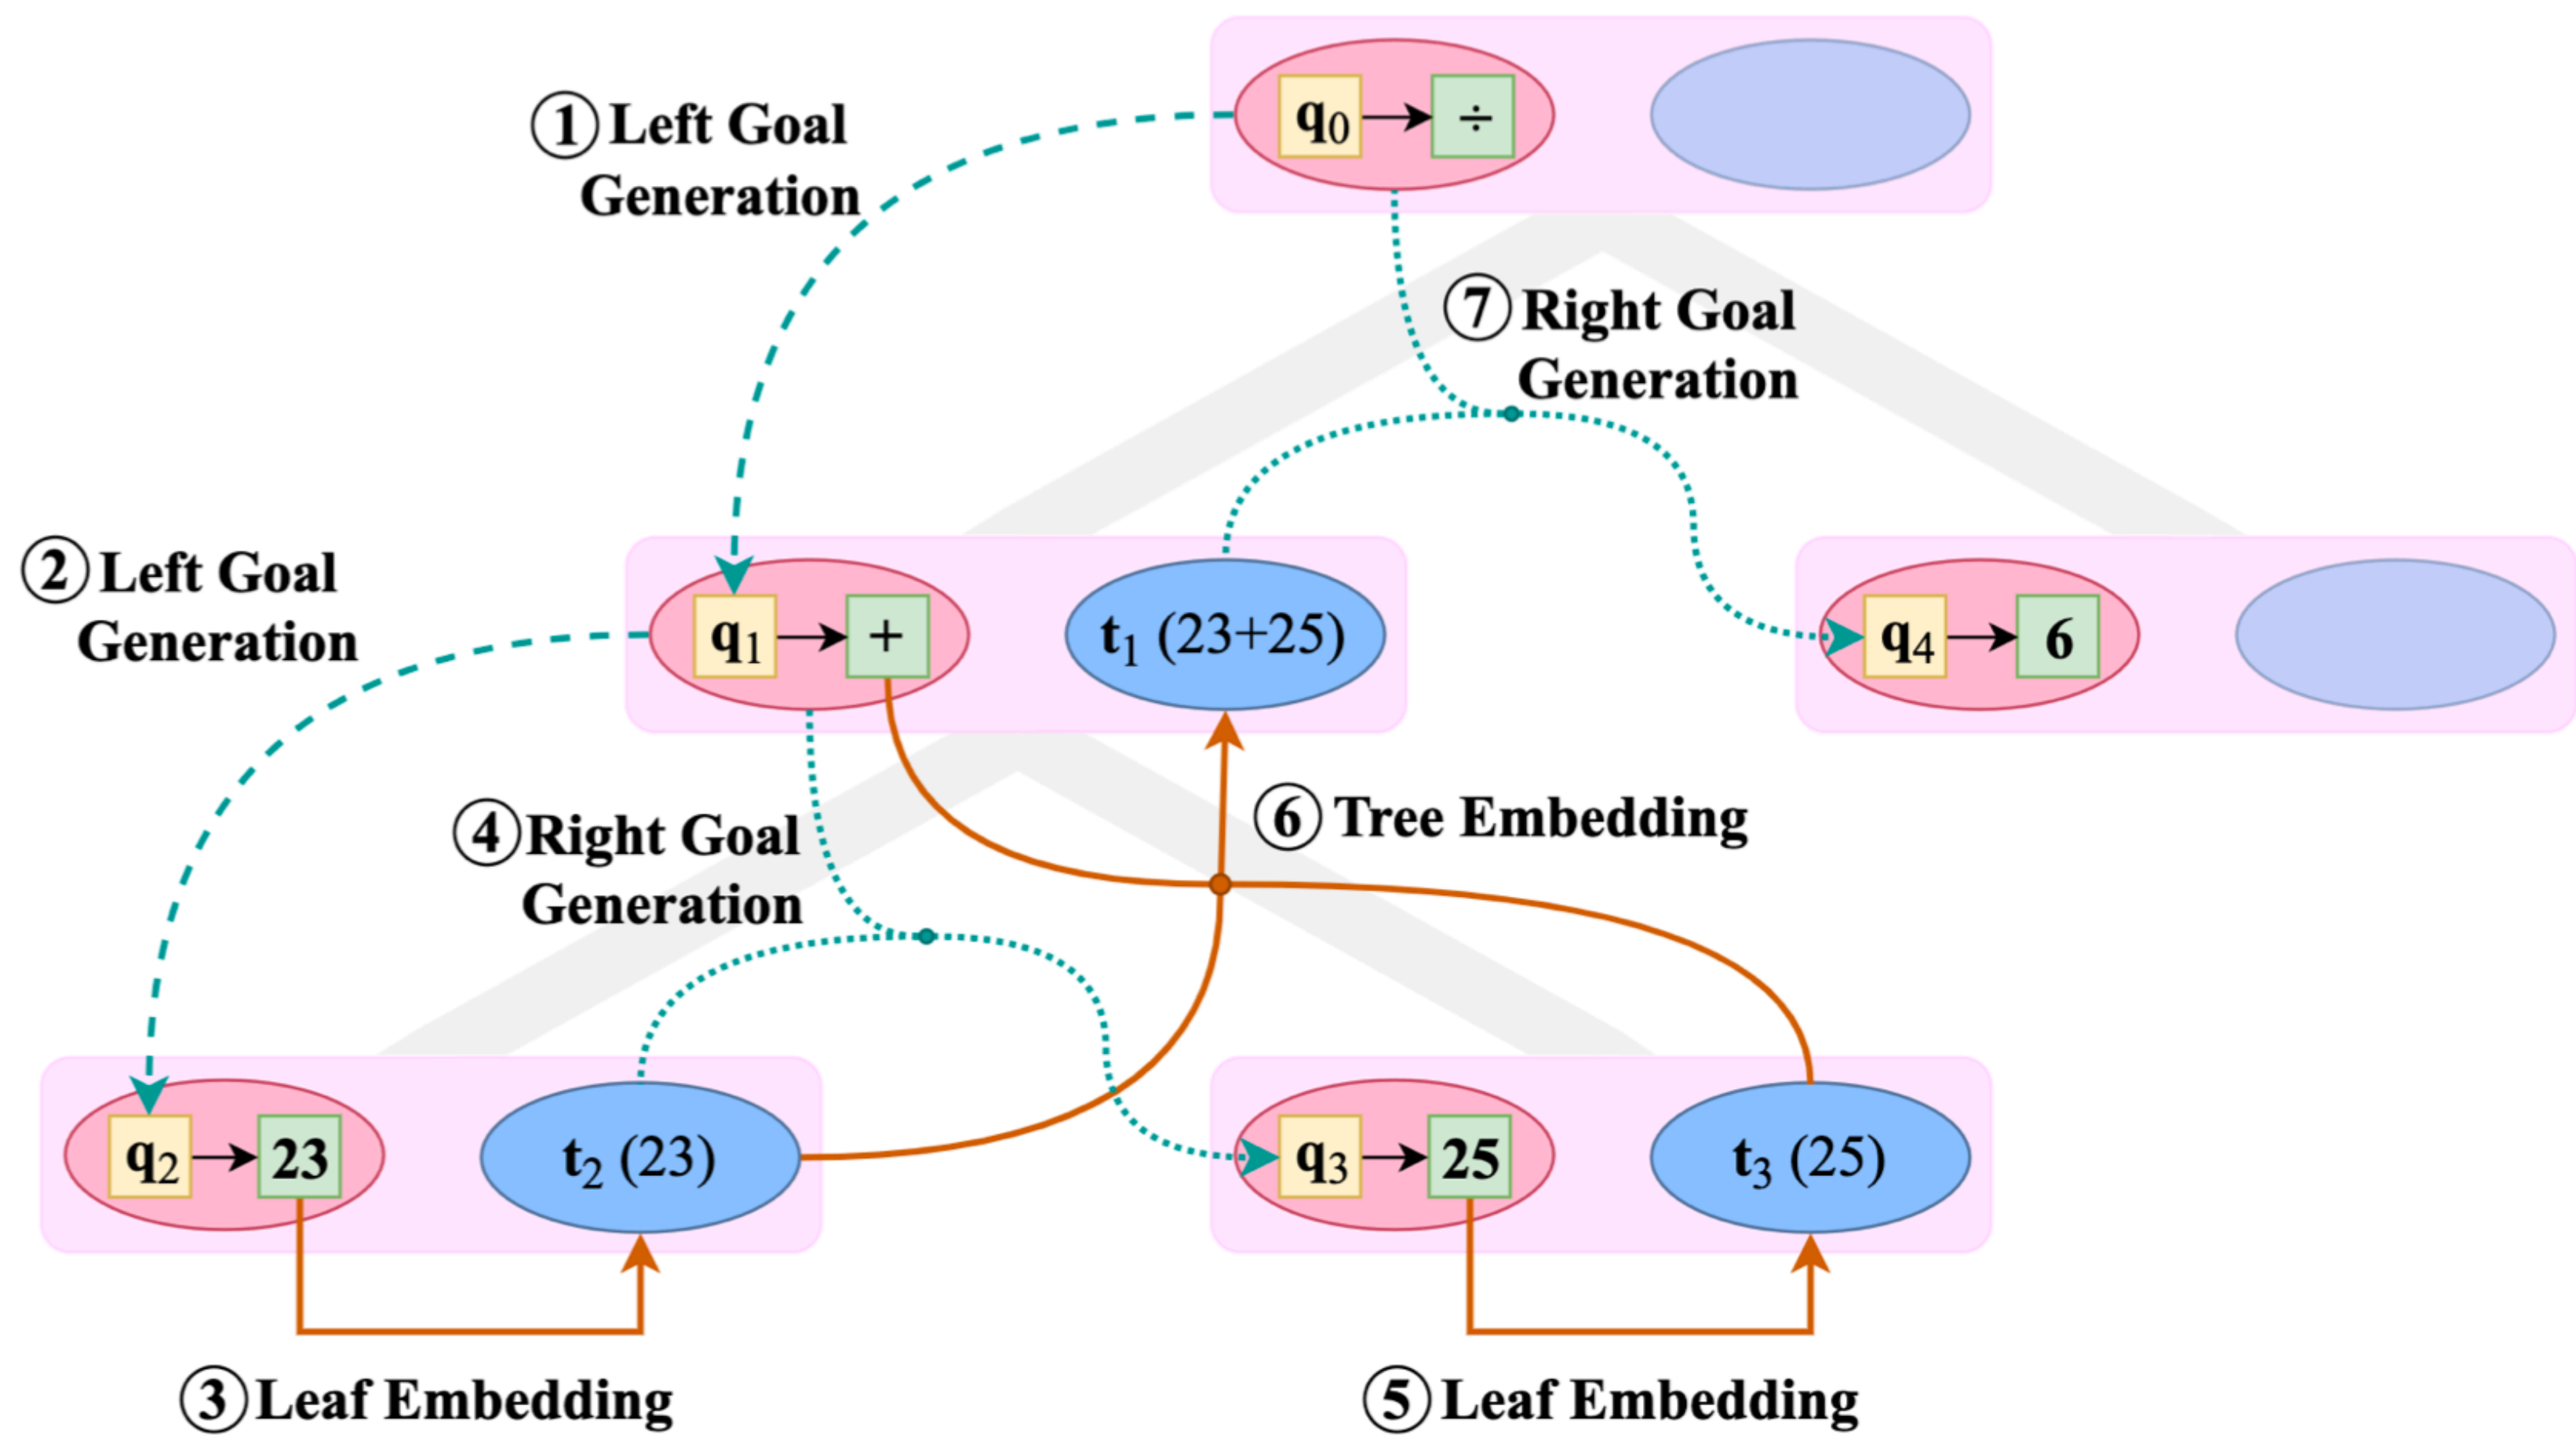 ① Left Goal
Generation
q₀ ÷
⑦ Right Goal
Generation
② Left Goal
Generation
q₁ +
t₁ (23+25)
q₄ 6
④ Right Goal
Generation
⑥ Tree Embedding
q₂ 23
t₂ (23)
q₃ 25
t₃ (25)
③ Leaf Embedding
⑤ Leaf Embedding